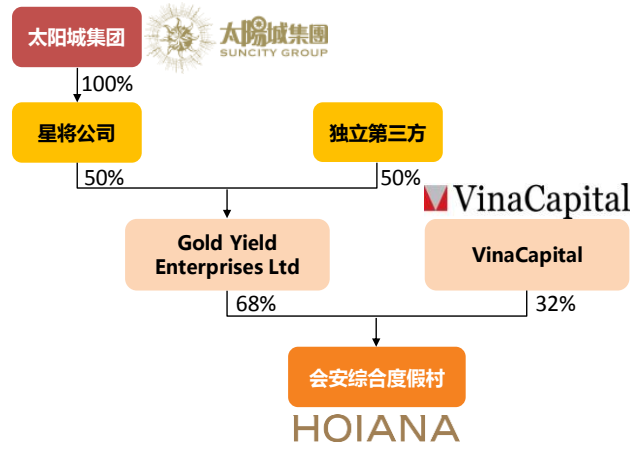 太阳城集团
太陽城集團
SUNCITY GROUP
100%
星将公司
独立第三方
50%
50%
VinaCapital
Gold Yield
Enterprises Ltd
VinaCapital
68%
32%
会安综合度假村
HOIANA